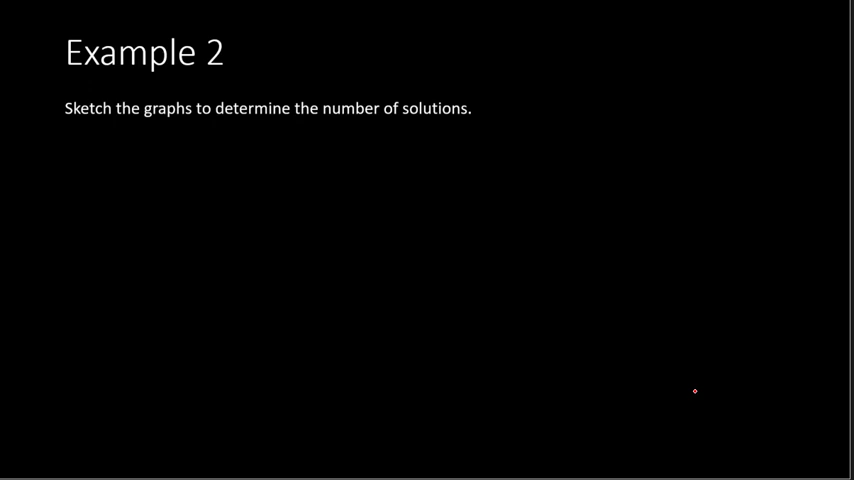 Example 2
Sketch the graphs to determine the number of solutions.